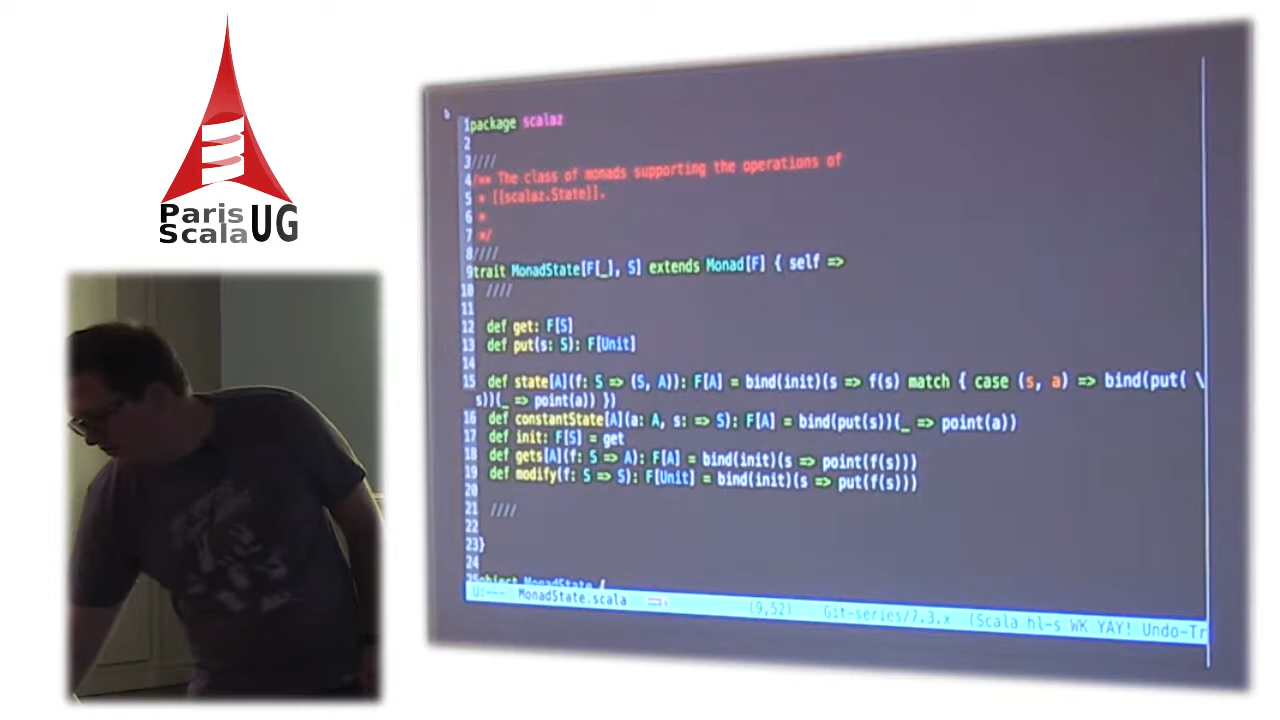 Paris
Scala UG
1package scalaz
2
3////
4/** The class of monads supporting the operations of
5 * [[scalaz.State]].
6 *
7 */
8////
9trait MonadState[F[_], S] extends Monad[F] { self =>
10 ////
11
12 def get: F[S]
13 def put(s: S): F[Unit]
14
15 def state[A](f: S => (S, A)): F[A] = bind(init)(s => f(s) match { case (s, a) => bind(put( \
s))(_ => point(a)) })
16 def constantState[A](a: A, s: => S): F[A] = bind(put(s))(_ => point(a))
17 def init: F[S] = get
18 def gets[A](f: S => A): F[A] = bind(init)(s => point(f(s)))
19 def modify(f: S => S): F[Unit] = bind(init)(s => put(f(s)))
20
21 ////
22
23}
24
25object MonadState {
U:--- MonadState.scala (9,52) Git-series/7.3.x (Scala hl-s WK YAY! Undo-Tr